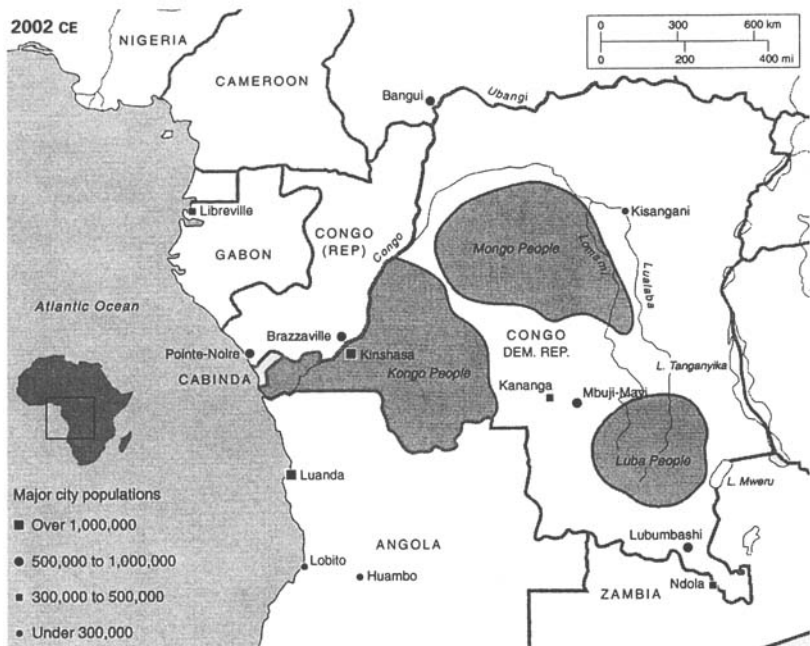 2002 CE
NIGERIA
CAMEROON
0 300 600 km
0 200 400 mi
Bangui
Ubangi
Libreville
GABON
CONGO
(REP)
Congo
Mongo People
Lomami
Lualaba
Kisangani
Atlantic Ocean
Brazzaville
Kinshasa
Pointe-Noire
CABINDA
Kongo People
CONGO
DEM. REP.
L. Tanganyika
Kananga
Mbuji-Mayi
Luba People
L. Mweru
Luanda
Major city populations
Over 1,000,000
500,000 to 1,000,000
300,000 to 500,000
Under 300,000
ANGOLA
Lobito
Huambo
Lubumbashi
Ndola
ZAMBIA